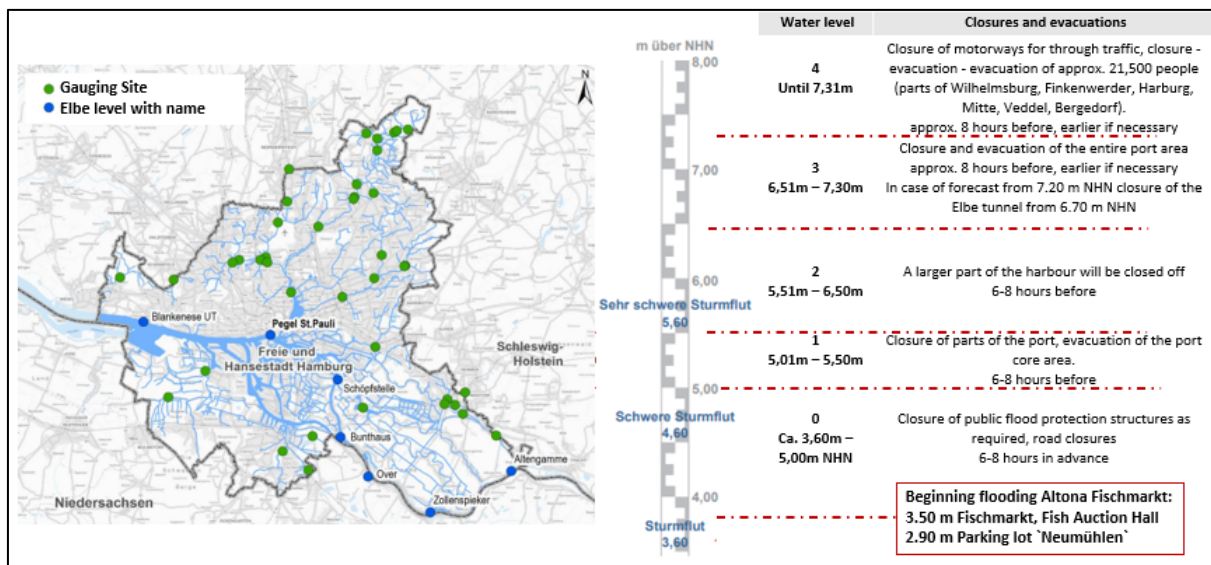 Gauging Site
Elbe level with name
N
Blankenese UT
Pegel St.Pauli
Freie und
Hansestadt Hamburg
Schleswig-
Holstein
Schöpfstelle
Bunthaus
Over
Altengamme
Zollenspieker
Niedersachsen
Water level
Closures and evacuations
m über NHN
8,00
7,00
6,00
Sehr schwere Sturmflut
5,60
5,00
Schwere Sturmflut
4,60
4,00
Sturmflut
3,60
4
Until 7,31m
Closure of motorways for through traffic, closure -
evacuation - evacuation of approx. 21,500 people
(parts of Wilhelmsburg, Finkenwerder, Harburg,
Mitte, Veddel, Bergedorf).
approx. 8 hours before, earlier if necessary
3
6,51m – 7,30m
Closure and evacuation of the entire port area
approx. 8 hours before, earlier if necessary
In case of forecast from 7.20 m NHN closure of the
Elbe tunnel from 6.70 m NHN
2
5,51m – 6,50m
A larger part of the harbour will be closed off
6-8 hours before
1
5,01m – 5,50m
Closure of parts of the port, evacuation of the port
core area.
6-8 hours before
0
Ca. 3,60m –
5,00m NHN
Closure of public flood protection structures as
required, road closures
6-8 hours in advance
Beginning flooding Altona Fischmarkt:
3.50 m Fischmarkt, Fish Auction Hall
2.90 m Parking lot `Neumühlen`